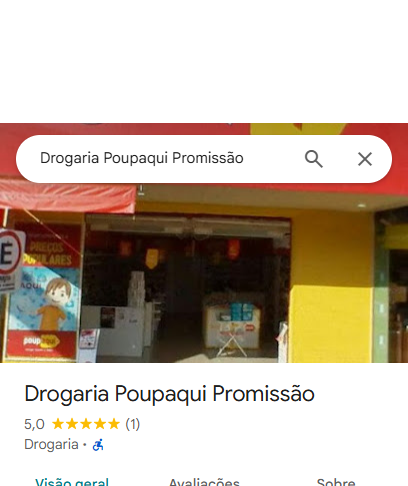 Drogaria Poupaqui Promissão
E
PREÇOS
POPULARES
poupaqui
Drogaria Poupaqui Promissão
5,0 (1)
Drogaria ·
Visão geral Avaliações Sobre